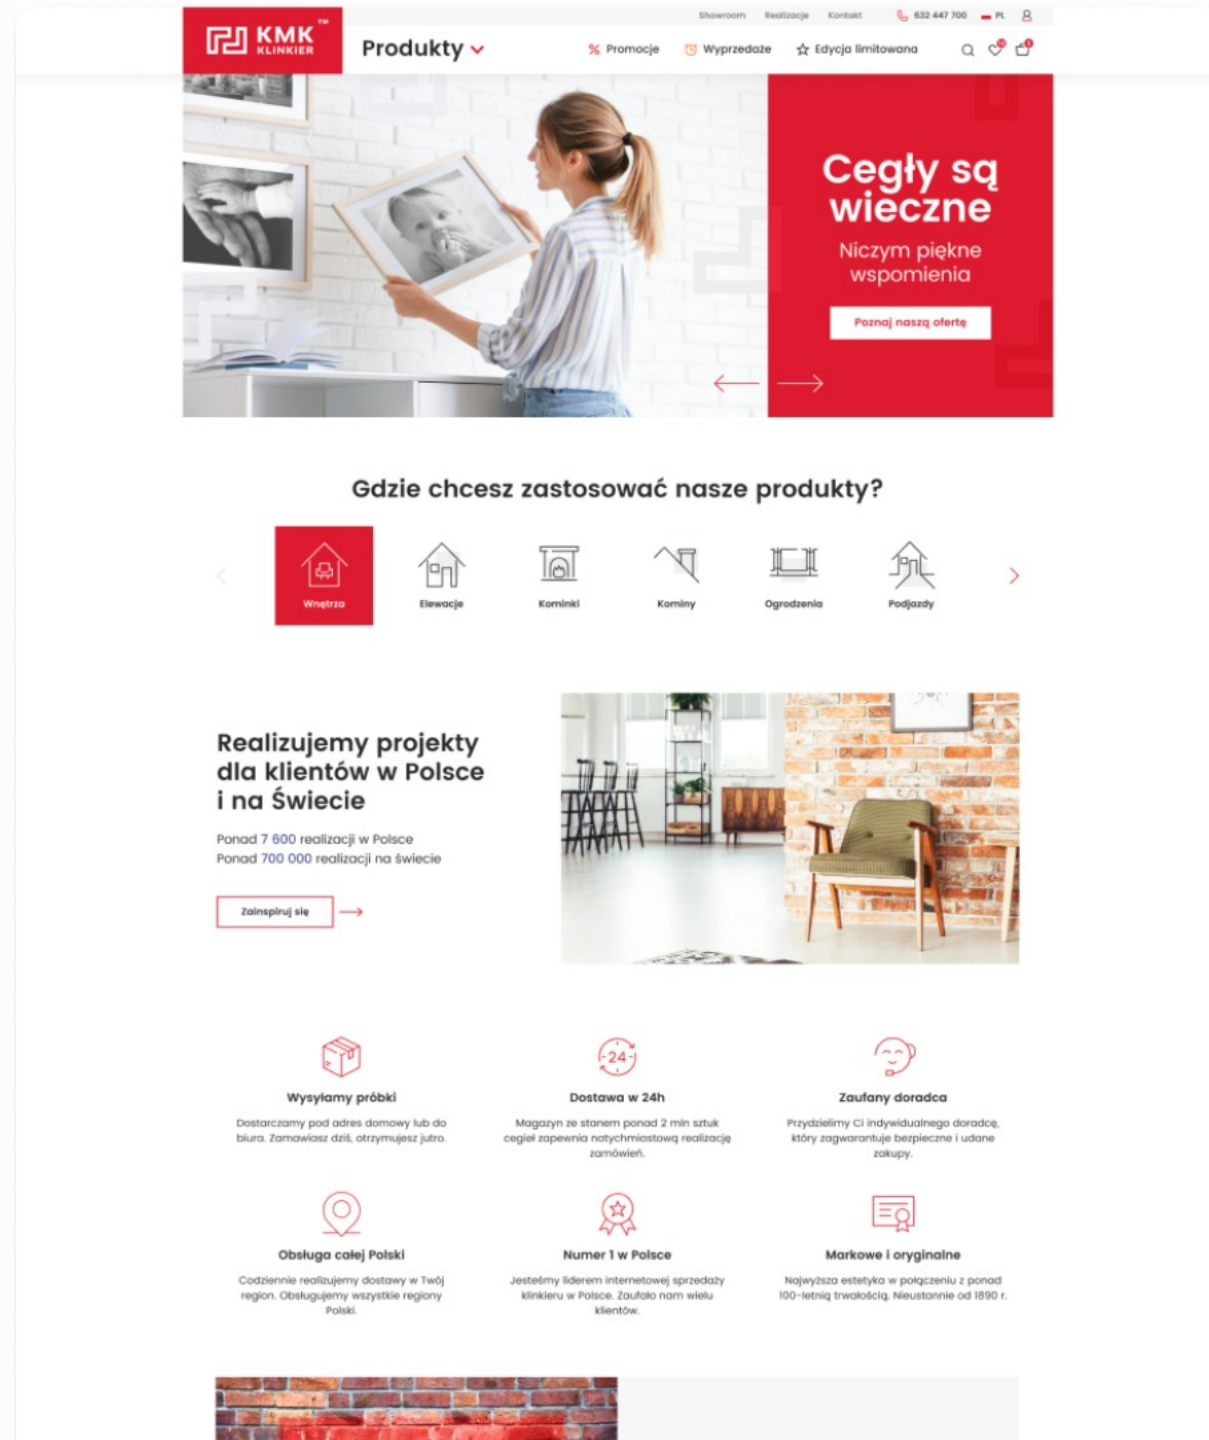 Showroom Realizacje Kontakt 632 447 700 PL
KMK™
KLINKIER
Produkty
Promocje Wyprzedaże Edycja limitowana
Cegły są
wieczne
Niczym piękne
wspomienia
Poznaj naszą ofertę
Gdzie chcesz zastosować nasze produkty?
Wnętrza Elewacje Kominki Kominy Ogrodzenia Podjazdy
Realizujemy projekty
dla klientów w Polsce
i na Świecie
Ponad 7 600 realizacji w Polsce
Ponad 700 000 realizacji na świecie
Zainspiruj się
24
Wysyłamy próbki
Dostarczamy pod adres domowy lub do
biura. Zamawiasz dziś, otrzymujesz jutro.
Dostawa w 24h
Magazyn ze stanem ponad 2 mln sztuk
cegieł zapewnia natychmiastową realizację
zamówień.
Zaufany doradca
Przydzielimy Ci indywidualnego doradcę,
który zagwarantuje bezpieczne i udane
zakupy.
Obsługa całej Polski
Codziennie realizujemy dostawy w Twój
region. Obsługujemy wszystkie regiony
Polski.
Numer 1 w Polsce
Jesteśmy liderem internetowej sprzedaży
klinkieru w Polsce. Zaufało nam wielu
klientów.
Markowe i oryginalne
Najwyższa estetyka w połączeniu z ponad
100-letnią trwałością. Nieustannie od 1890 r.